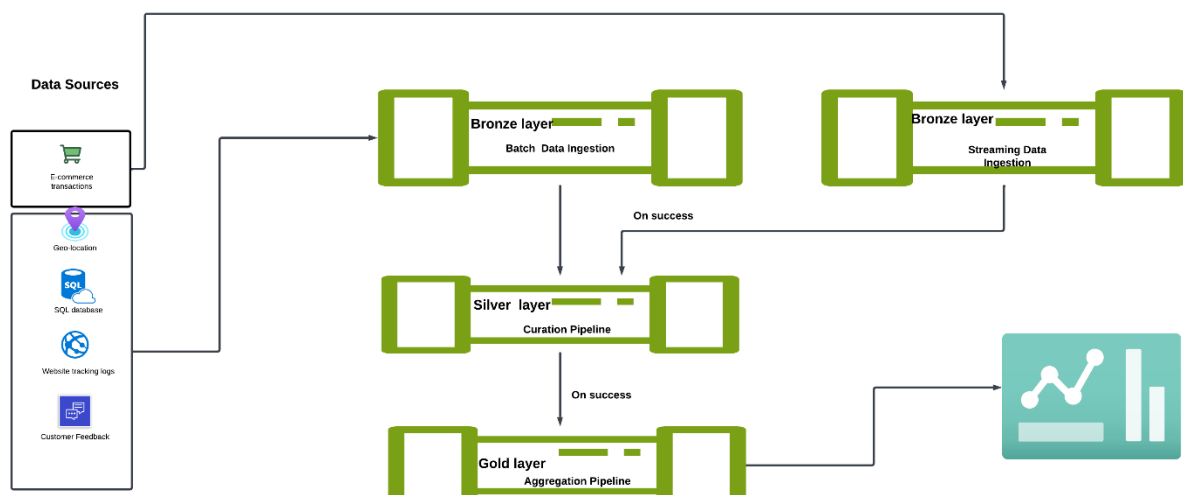 Data Sources
E-commerce
transactions
Geo-location
SQL
SQL database
Website tracking logs
Customer Feedback
Bronze layer
Batch Data Ingestion
Bronze layer
Streaming Data
Ingestion
On success
Silver layer
Curation Pipeline
On success
Gold layer
Aggregation Pipeline